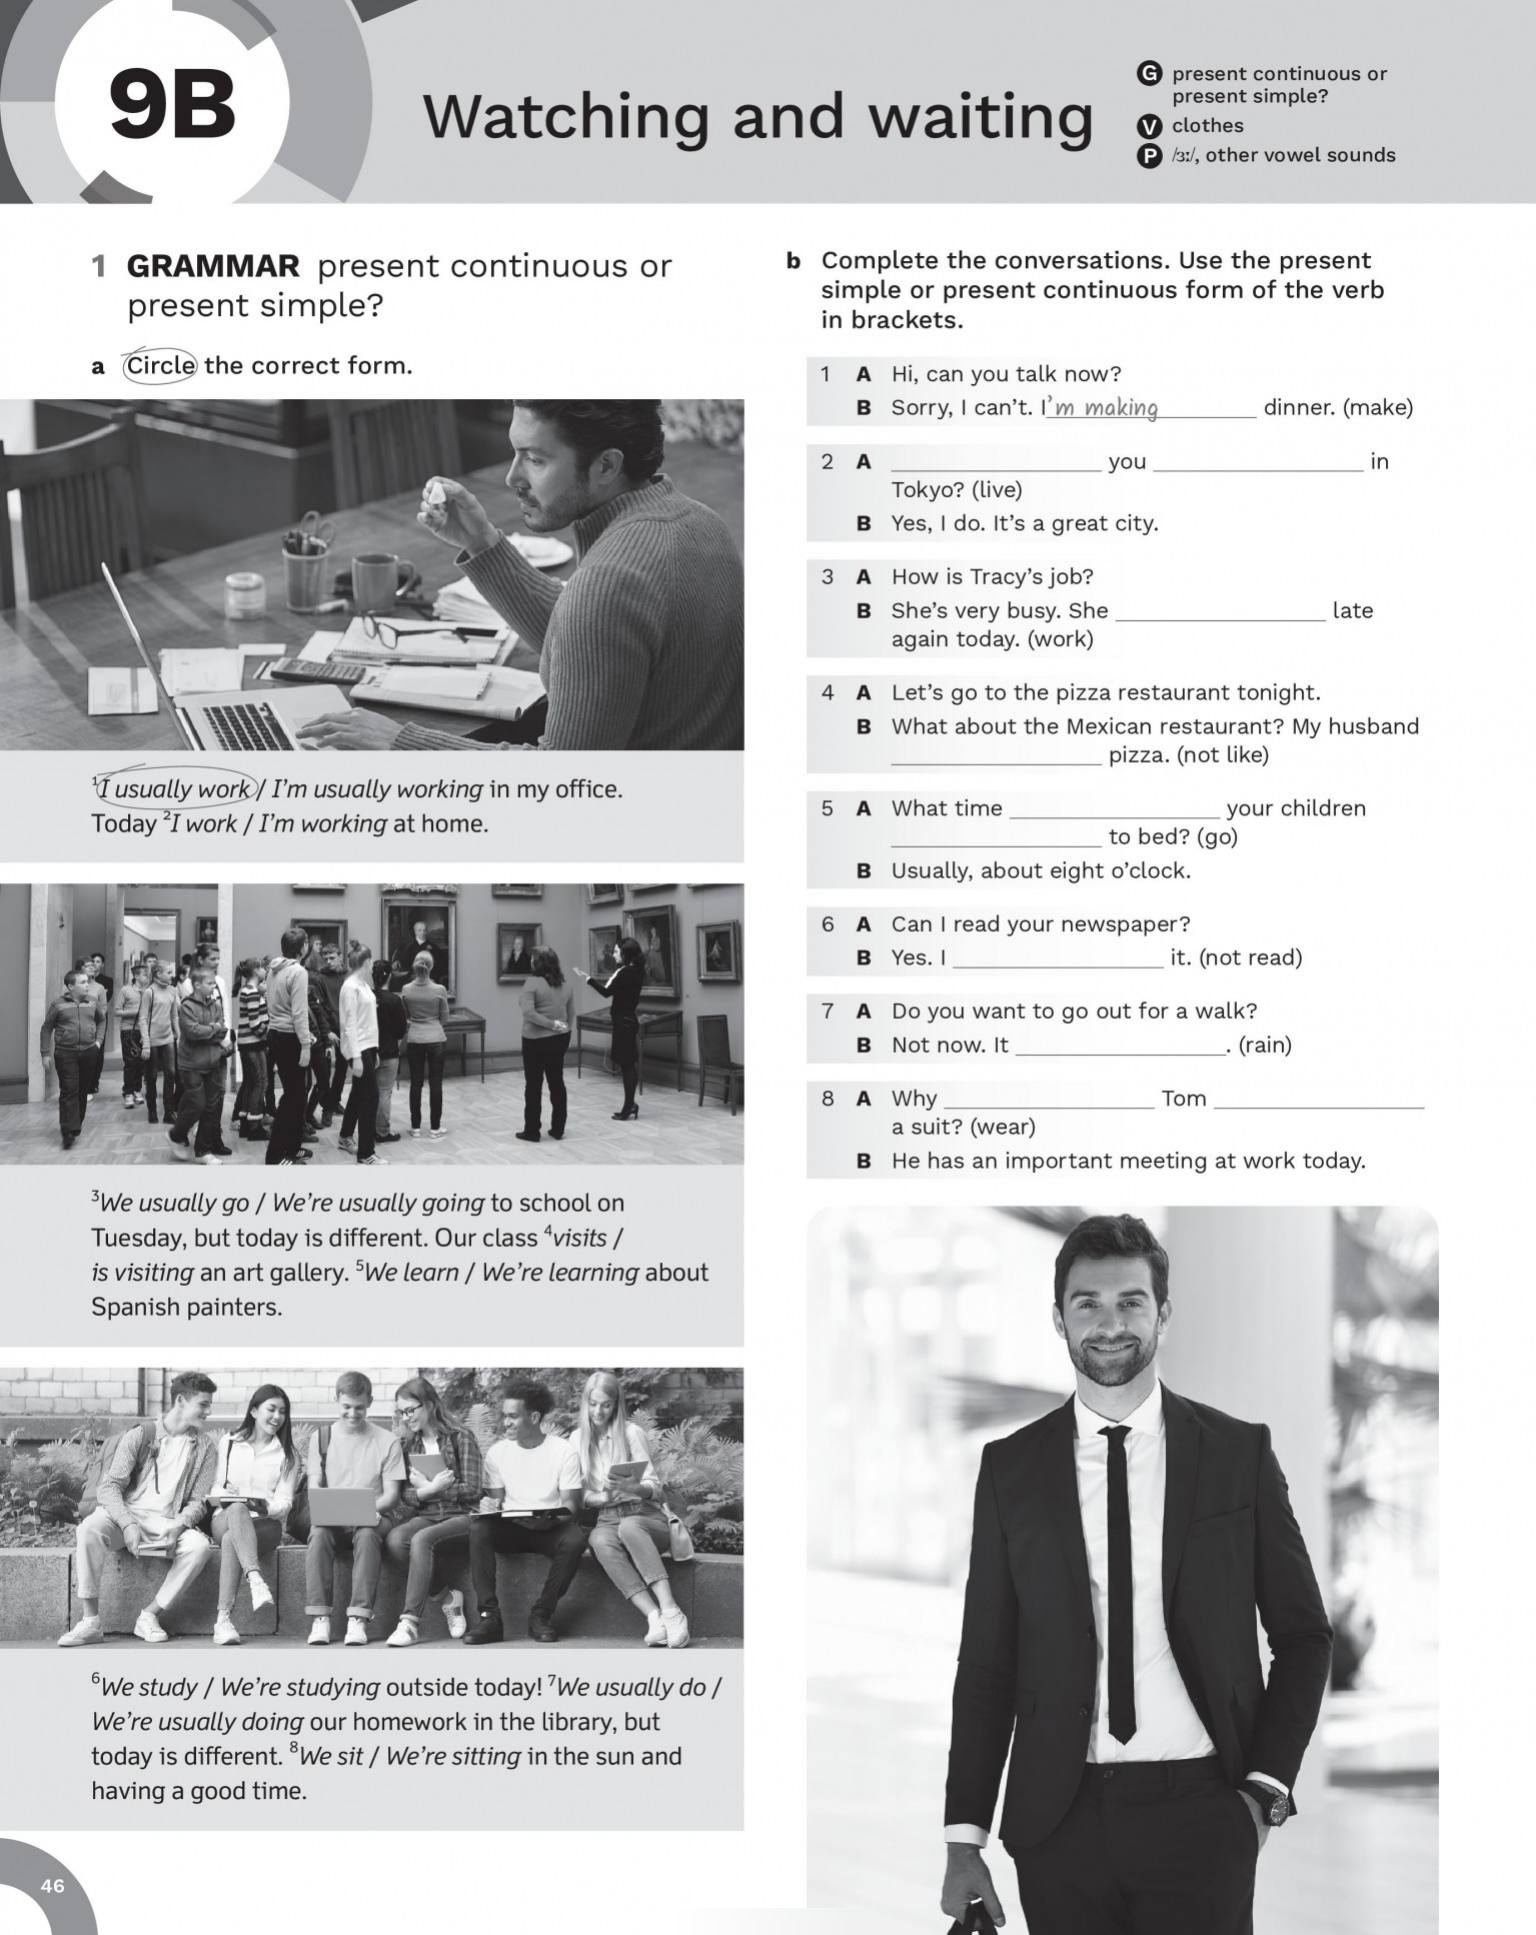 9B
Watching and waiting
G present continuous or
present simple?
V clothes
P /ɜː/, other vowel sounds
1 GRAMMAR present continuous or
present simple?
a Circle the correct form.
1I usually work / I'm usually working in my office.
Today 2I work / I'm working at home.
3We usually go / We're usually going to school on
Tuesday, but today is different. Our class 4visits /
is visiting an art gallery. 5We learn / We're learning about
Spanish painters.
6We study / We're studying outside today! 7We usually do /
We're usually doing our homework in the library, but
today is different. 8We sit / We're sitting in the sun and
having a good time.
46
b Complete the conversations. Use the present
simple or present continuous form of the verb
in brackets.
1 A Hi, can you talk now?
B Sorry, I can't. I'm making________ dinner. (make)
2 A ________________ you ________________ in
Tokyo? (live)
B Yes, I do. It's a great city.
3 A How is Tracy's job?
B She's very busy. She ________________ late
again today. (work)
4 A Let's go to the pizza restaurant tonight.
B What about the Mexican restaurant? My husband
________________ pizza. (not like)
5 A What time ________________ your children
________________ to bed? (go)
B Usually, about eight o'clock.
6 A Can I read your newspaper?
B Yes. I ________________ it. (not read)
7 A Do you want to go out for a walk?
B Not now. It ________________. (rain)
8 A Why ________________ Tom ________________
a suit? (wear)
B He has an important meeting at work today.